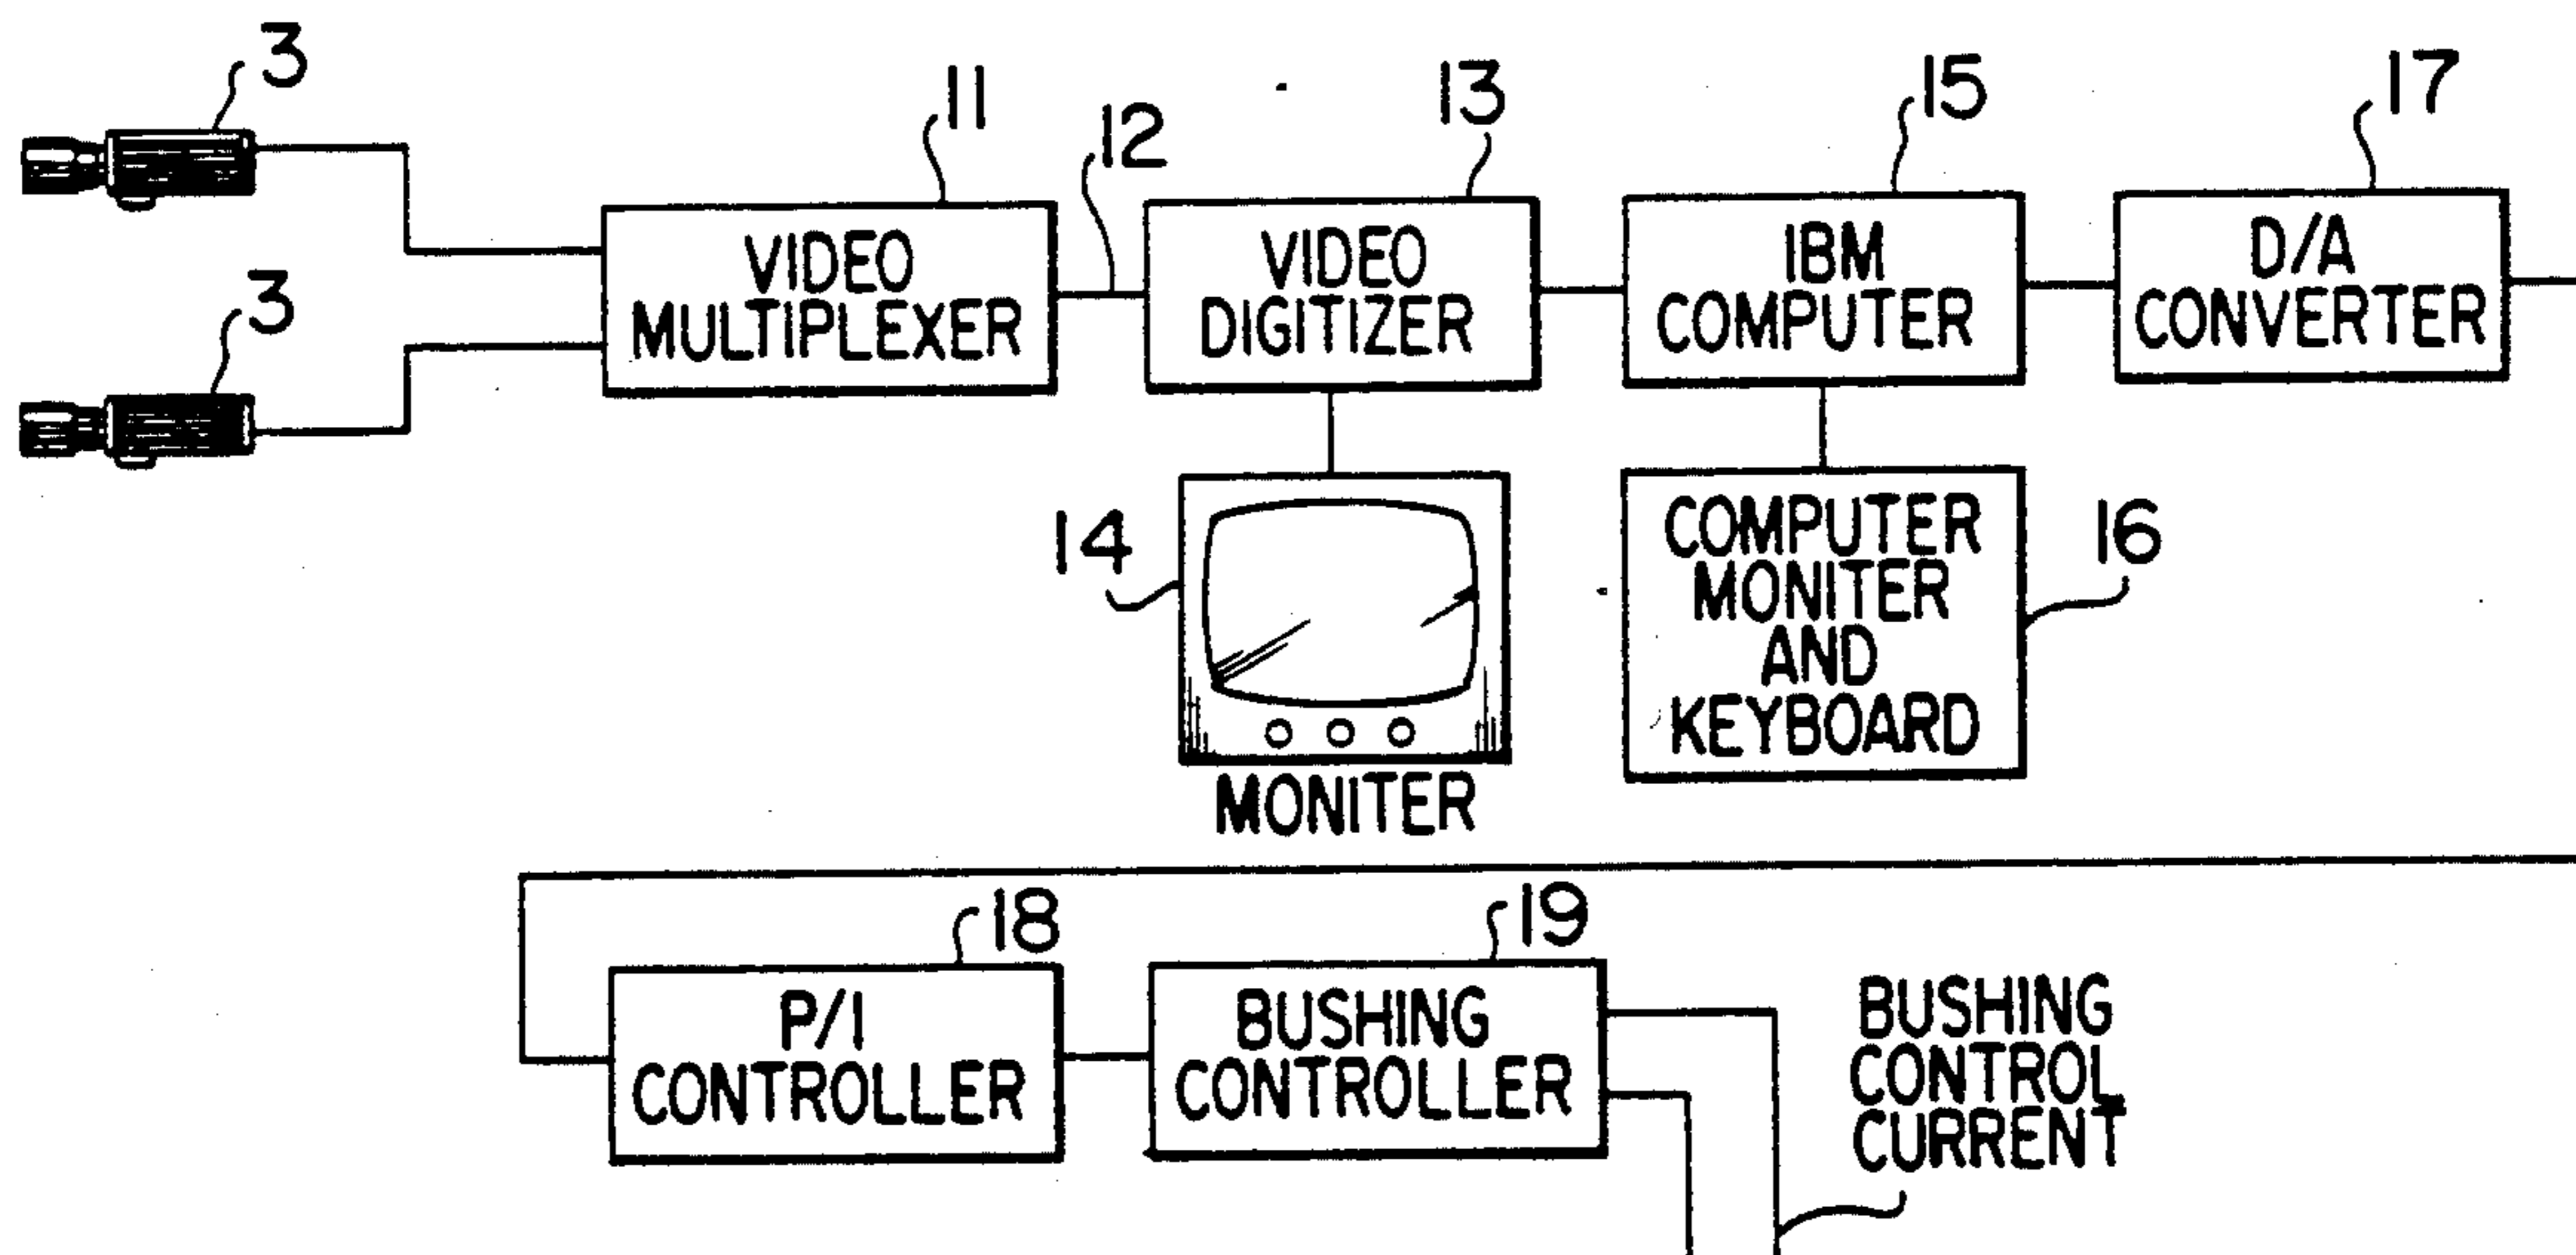 3
11
12
13
15
17
VIDEO
MULTIPLEXER
VIDEO
DIGITIZER
IBM
COMPUTER
D/A
CONVERTER
3
14
MONITER
COMPUTER
MONITER
AND
KEYBOARD
16
18
P/I
CONTROLLER
19
BUSHING
CONTROLLER
BUSHING
CONTROL
CURRENT